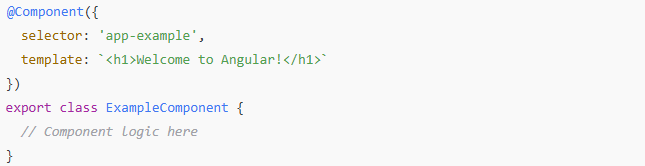 @Component({
  selector: 'app-example',
  template: `<h1>Welcome to Angular!</h1>`
})
export class ExampleComponent {
  // Component logic here
}